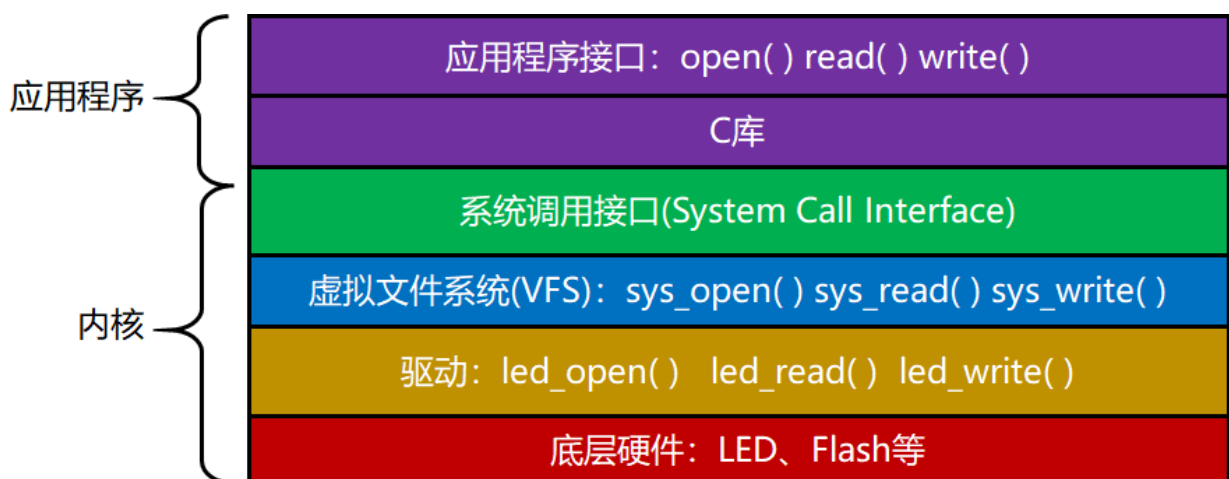 应用程序接口：open( ) read( ) write( )
应用程序
C库
系统调用接口(System Call Interface)
虚拟文件系统(VFS)：sys_open( ) sys_read( ) sys_write( )
内核
驱动：led_open( ) led_read( ) led_write( )
底层硬件：LED、Flash等